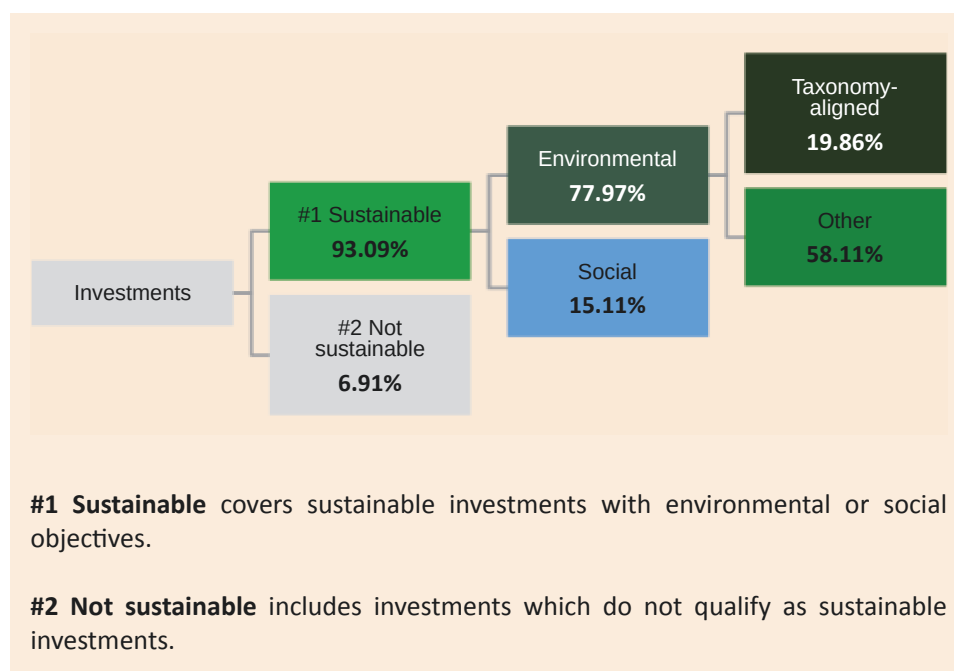 Investments
#1 Sustainable
93.09%
#2 Not
sustainable
6.91%
Environmental
77.97%
Social
15.11%
Taxonomy-
aligned
19.86%
Other
58.11%
#1 Sustainable covers sustainable investments with environmental or social
objectives.
#2 Not sustainable includes investments which do not qualify as sustainable
investments.